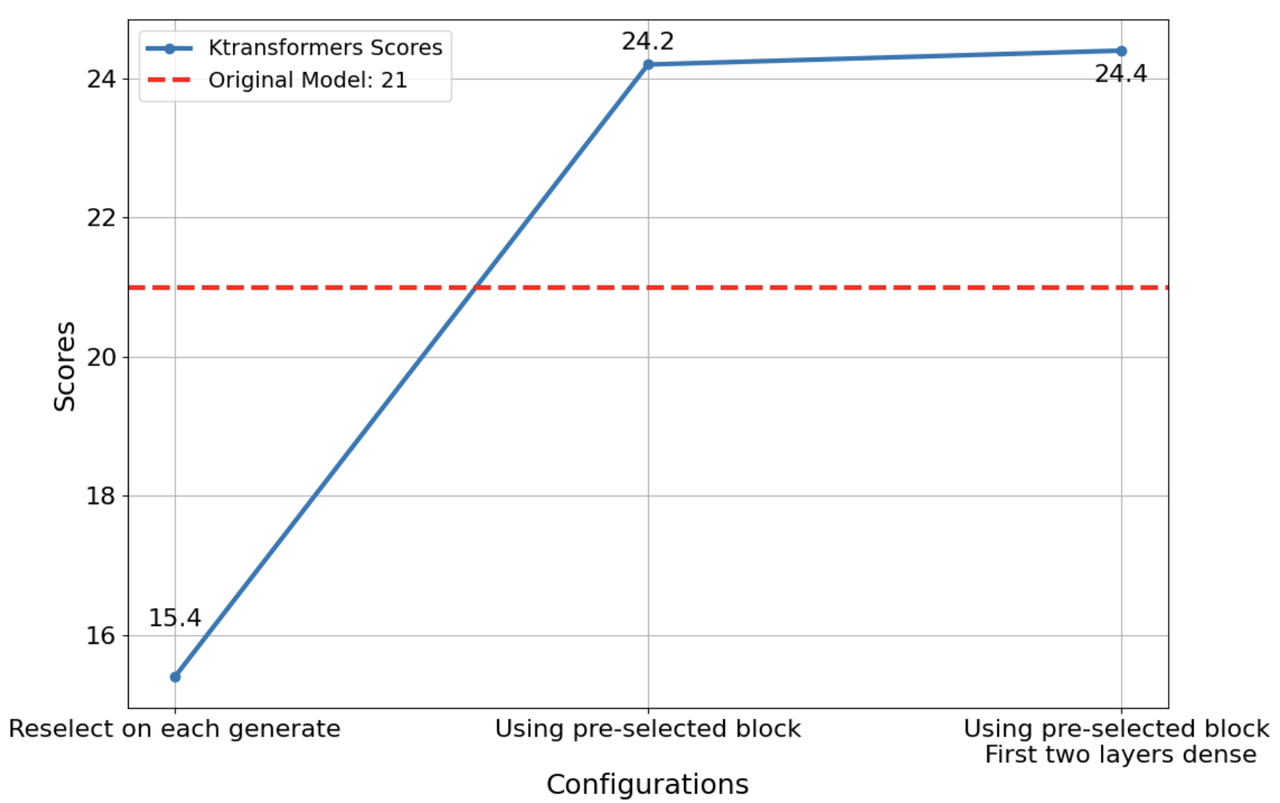 Ktransformers Scores
Original Model: 21
24.2
24.4
15.4
24
22
20
18
16
Scores
Reselect on each generate
Using pre-selected block
Using pre-selected block
First two layers dense
Configurations